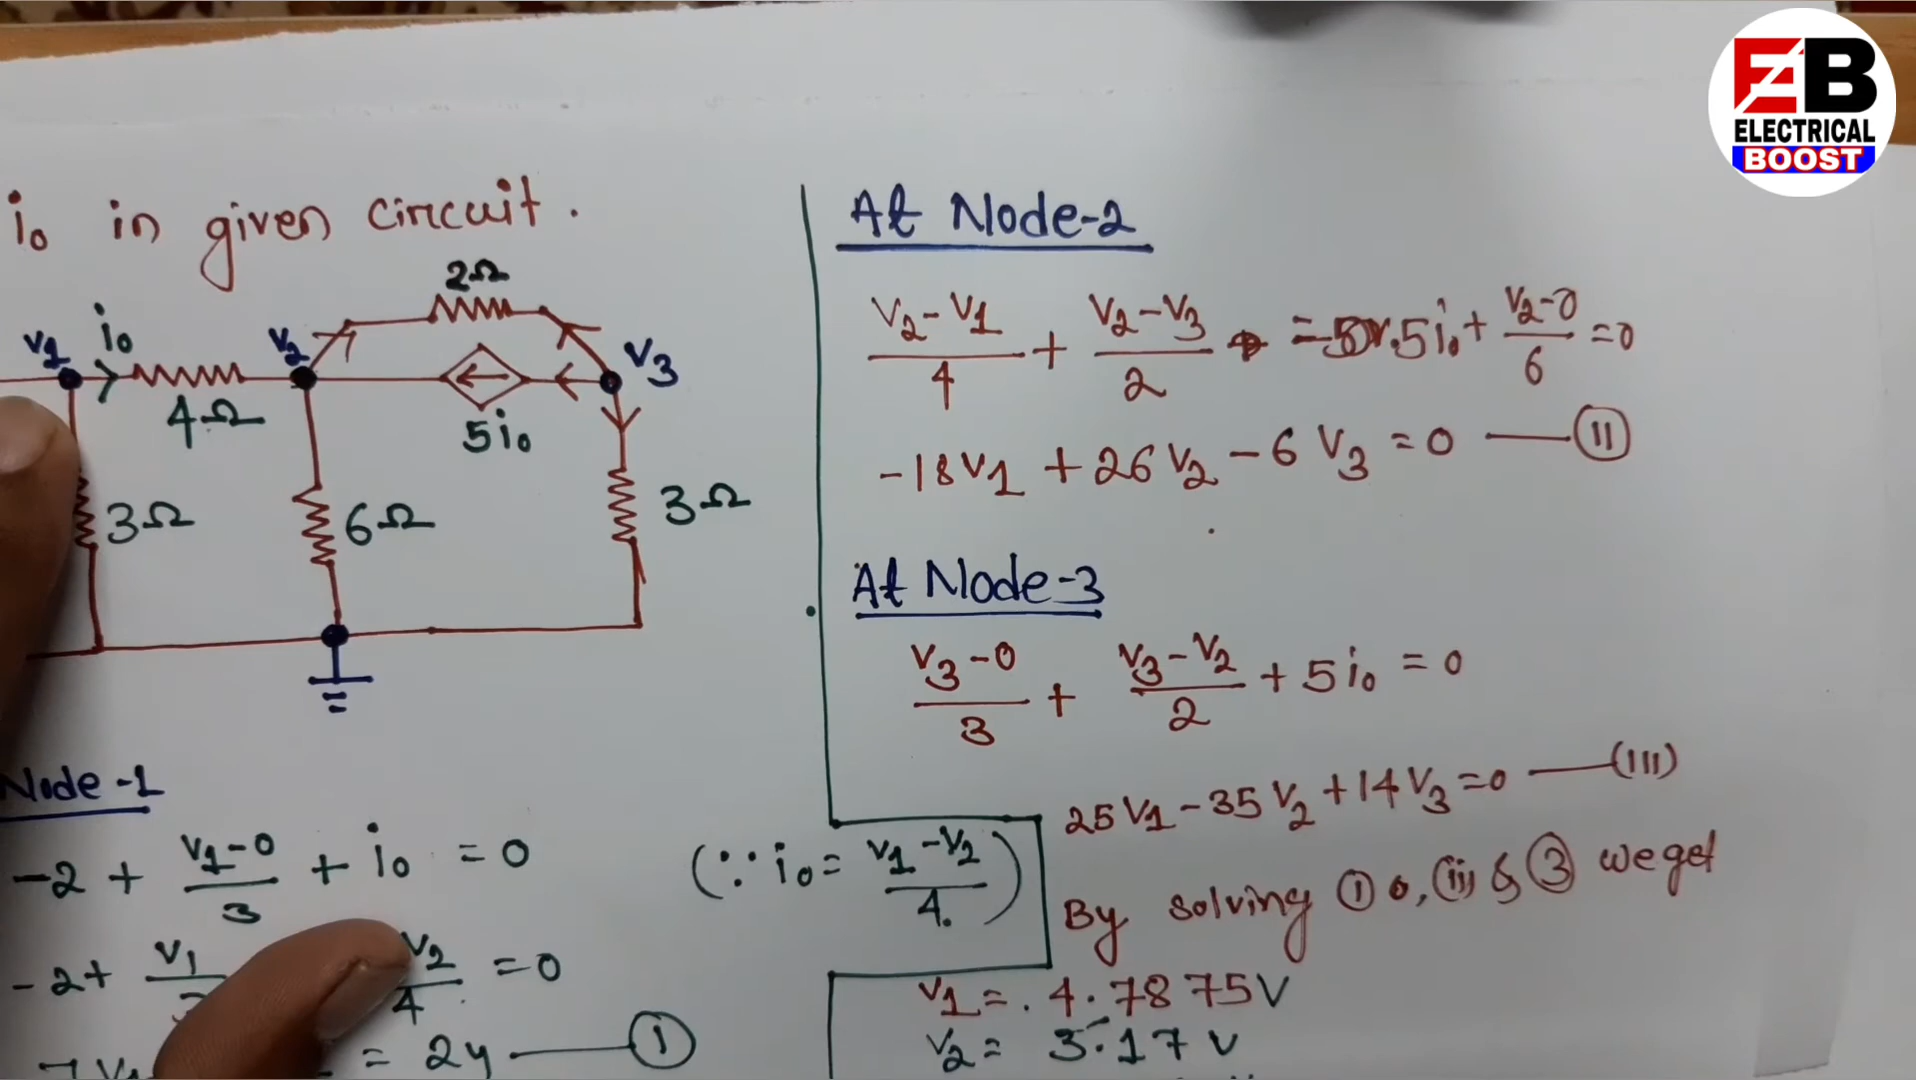 i₀ in given circuit.
2Ω
V1
i₀
V2
V3
4Ω
5i₀
3Ω
6Ω
3Ω
Node-1
-2 + (V1-0)/3 + i₀ = 0
(∵ i₀ = (V1-V2)/4.)
-2+ V1/ V2/4 = 0
= 24 — (1)
At Node-2
(V2-V1)/4 + (V2-V3)/2 5i₀ + (V2-0)/6 = 0
-18V1 + 26V2 - 6V3 = 0 — (II)
At Node-3
(V3-0)/3 + (V3-V2)/2 + 5i₀ = 0
25V1 - 35V2 + 14V3 = 0 — (III)
By solving (1), (ii) & (3) we get
V1 = 4.7875V
V2 = 3.17V
EB
ELECTRICAL
BOOST